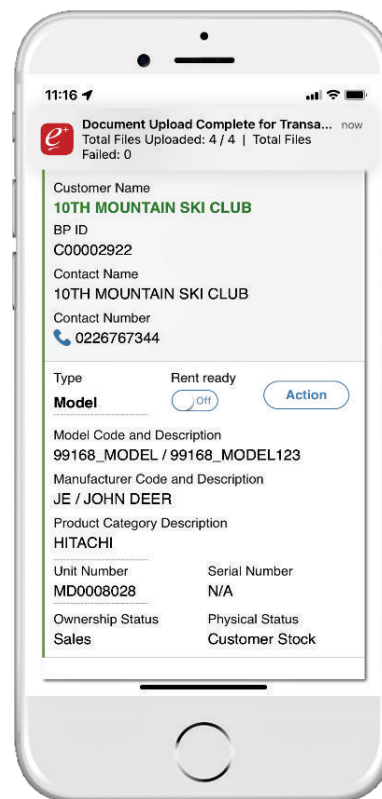 11:16
e+
Document Upload Complete for Transa... now
Total Files Uploaded: 4 / 4 | Total Files
Failed: 0
Customer Name
10TH MOUNTAIN SKI CLUB
BP ID
C00002922
Contact Name
10TH MOUNTAIN SKI CLUB
Contact Number
0226767344
Type Rent ready
Model Off Action
Model Code and Description
99168_MODEL / 99168_MODEL123
Manufacturer Code and Description
JE / JOHN DEER
Product Category Description
HITACHI
Unit Number Serial Number
MD0008028 N/A
Ownership Status Physical Status
Sales Customer Stock